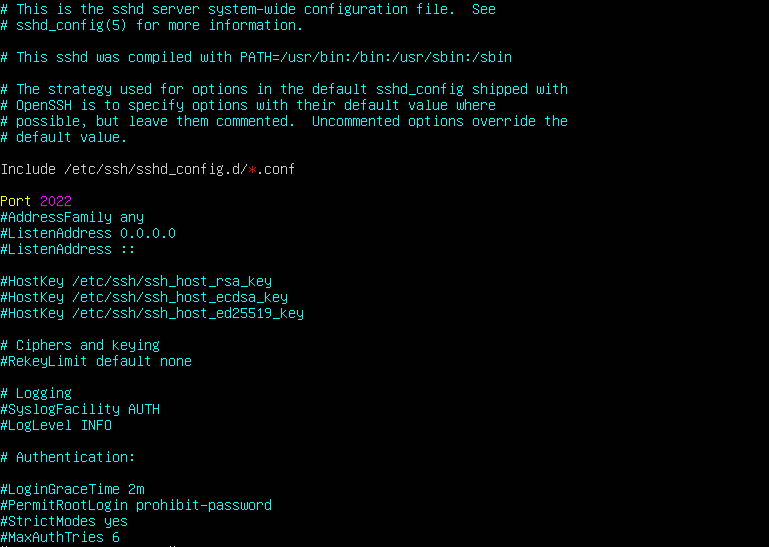 # This is the sshd server system-wide configuration file.  See
# sshd_config(5) for more information.
# This sshd was compiled with PATH=/usr/bin:/bin:/usr/sbin:/sbin
# The strategy used for options in the default sshd_config shipped with
# OpenSSH is to specify options with their default value where
# possible, but leave them commented.  Uncommented options override the
# default value.
Include /etc/ssh/sshd_config.d/*.conf
Port 2022
#AddressFamily any
#ListenAddress 0.0.0.0
#ListenAddress ::
#HostKey /etc/ssh/ssh_host_rsa_key
#HostKey /etc/ssh/ssh_host_ecdsa_key
#HostKey /etc/ssh/ssh_host_ed25519_key
# Ciphers and keying
#RekeyLimit default none
# Logging
#SyslogFacility AUTH
#LogLevel INFO
# Authentication:
#LoginGraceTime 2m
#PermitRootLogin prohibit-password
#StrictModes yes
#MaxAuthTries 6